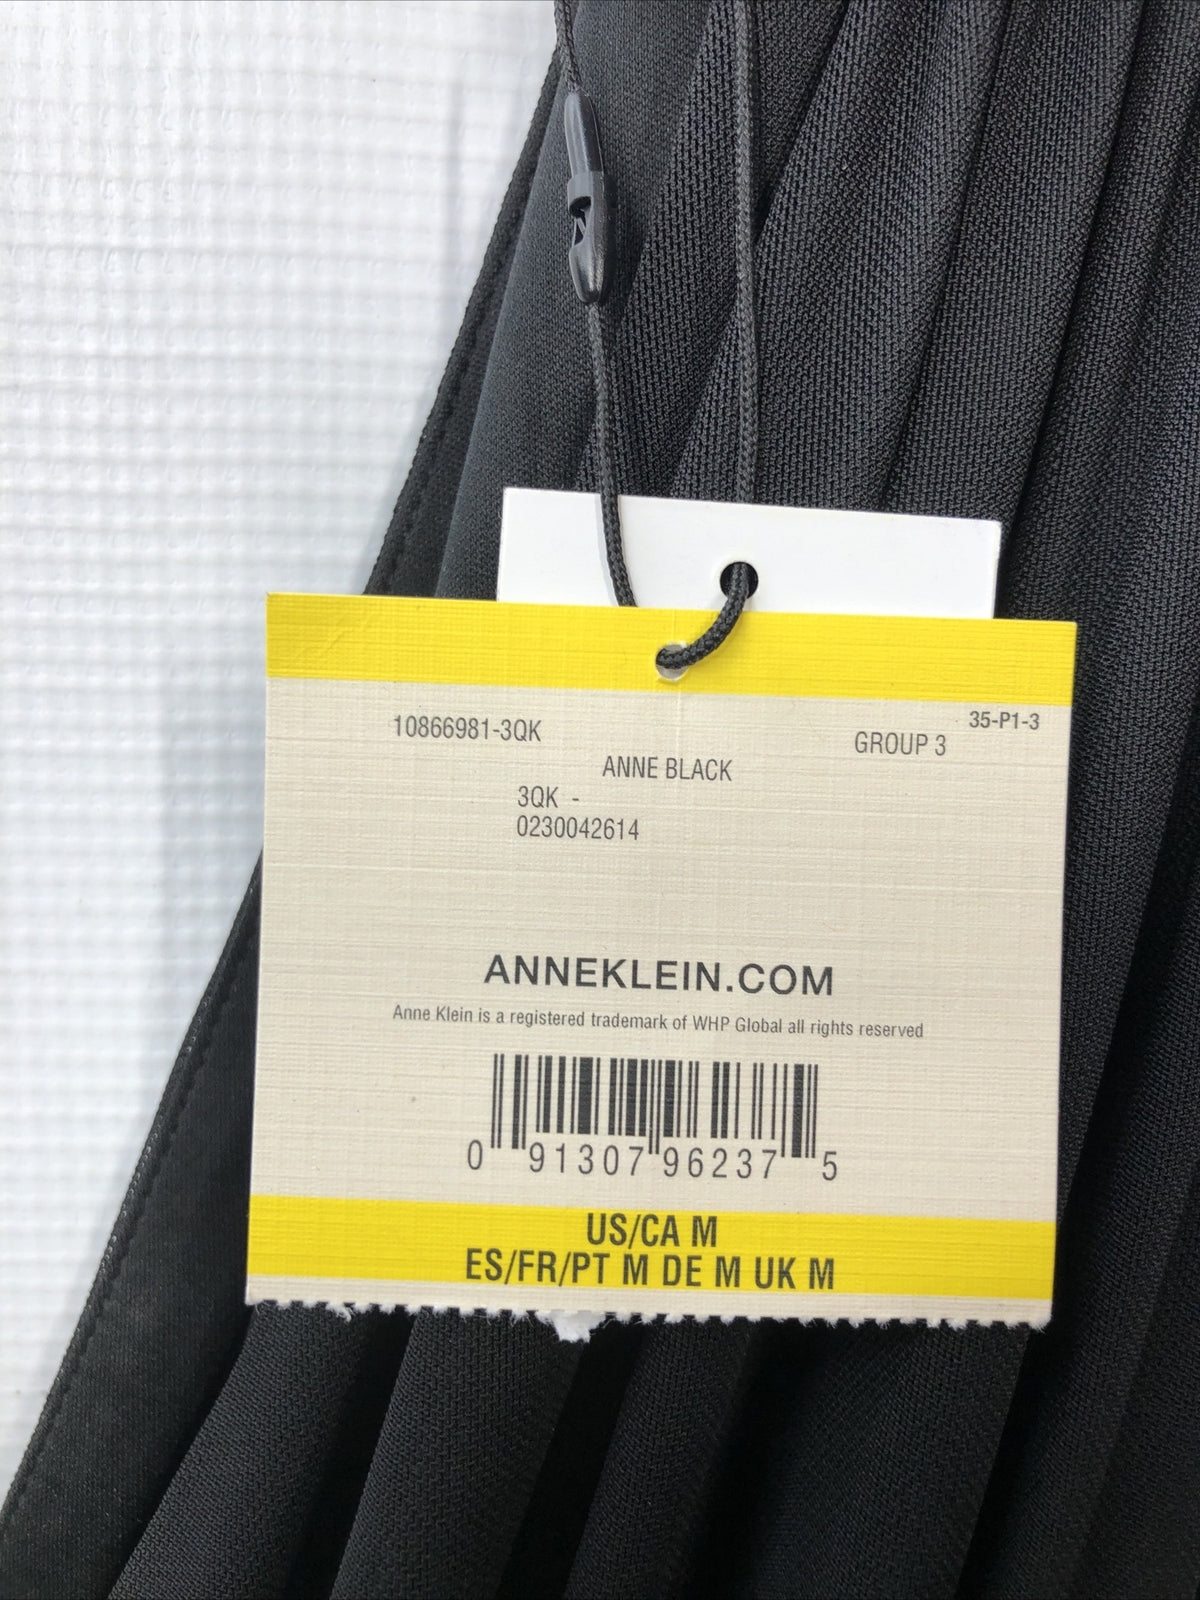 10866981-3QK
35-P1-3
GROUP 3
ANNE BLACK
3QK -
0230042614
ANNEKLEIN.COM
Anne Klein is a registered trademark of WHP Global all rights reserved
0 91307 96237 5
US/CA M
ES/FR/PT M DE M UK M